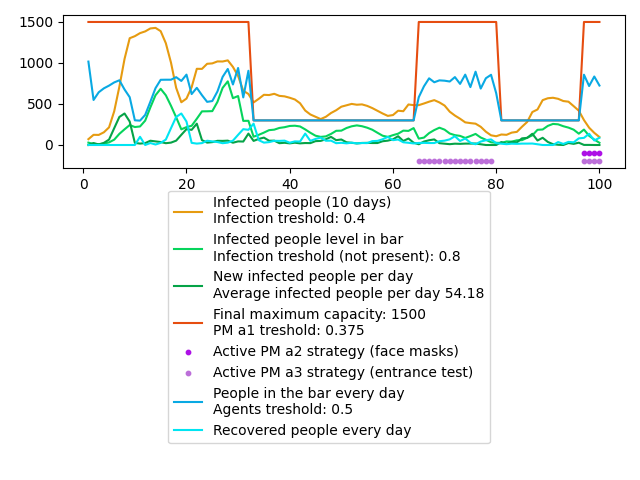 1500
1000
500
0
0
20
40
60
80
100
Infected people (10 days)
Infection treshold: 0.4
Infected people level in bar
Infection treshold (not present): 0.8
New infected people per day
Average infected people per day 54.18
Final maximum capacity: 1500
PM a1 treshold: 0.375
Active PM a2 strategy (face masks)
Active PM a3 strategy (entrance test)
People in the bar every day
Agents treshold: 0.5
Recovered people every day